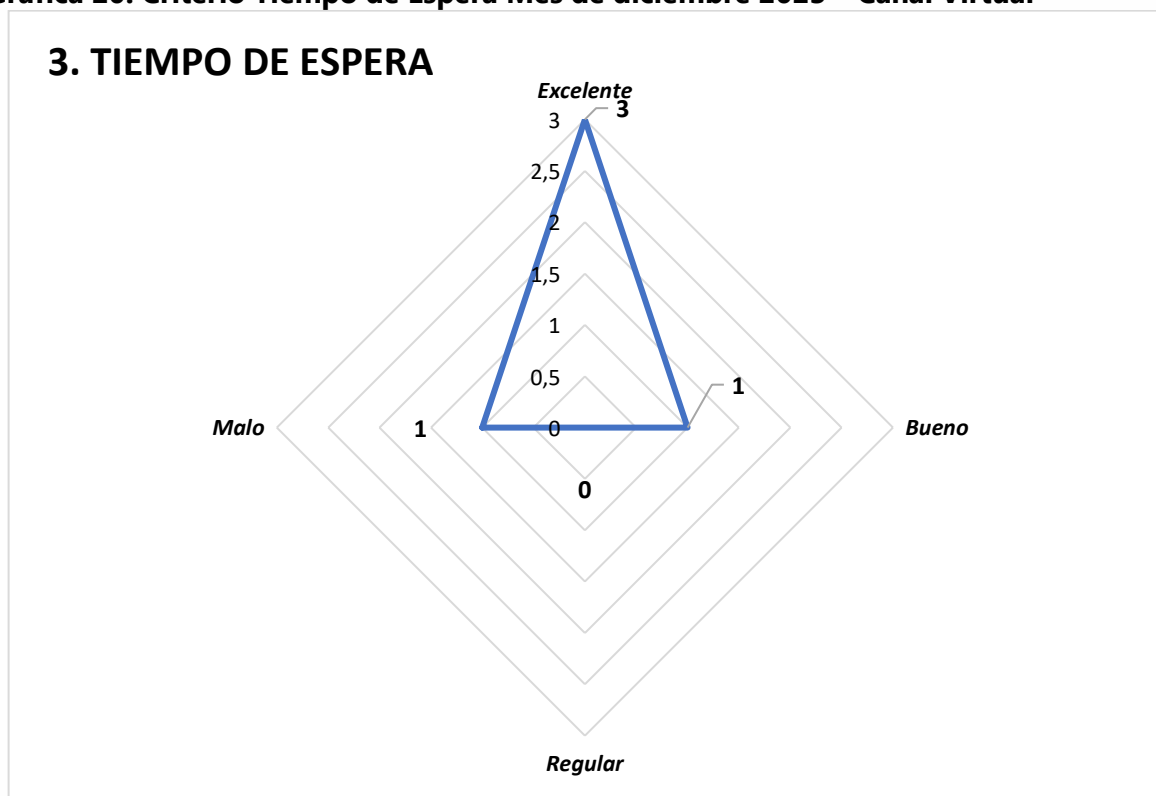 3. TIEMPO DE ESPERA
Excelente
3
3
2,5
2
1,5
1
0,5
0
1
Bueno
Malo
1
0
Regular